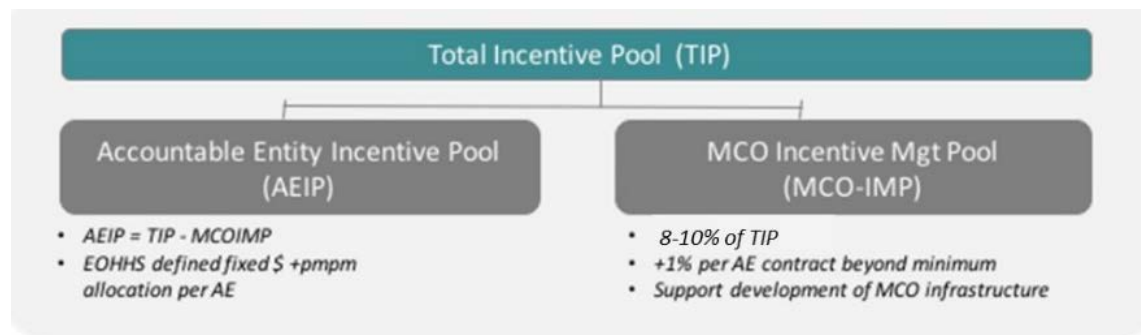 Total Incentive Pool (TIP)
Accountable Entity Incentive Pool
(AEIP)
MCO Incentive Mgt Pool
(MCO-IMP)
• AEIP = TIP - MCOIMP
• EOHHS defined fixed $ +pmpm
allocation per AE
• 8-10% of TIP
• +1% per AE contract beyond minimum
• Support development of MCO infrastructure